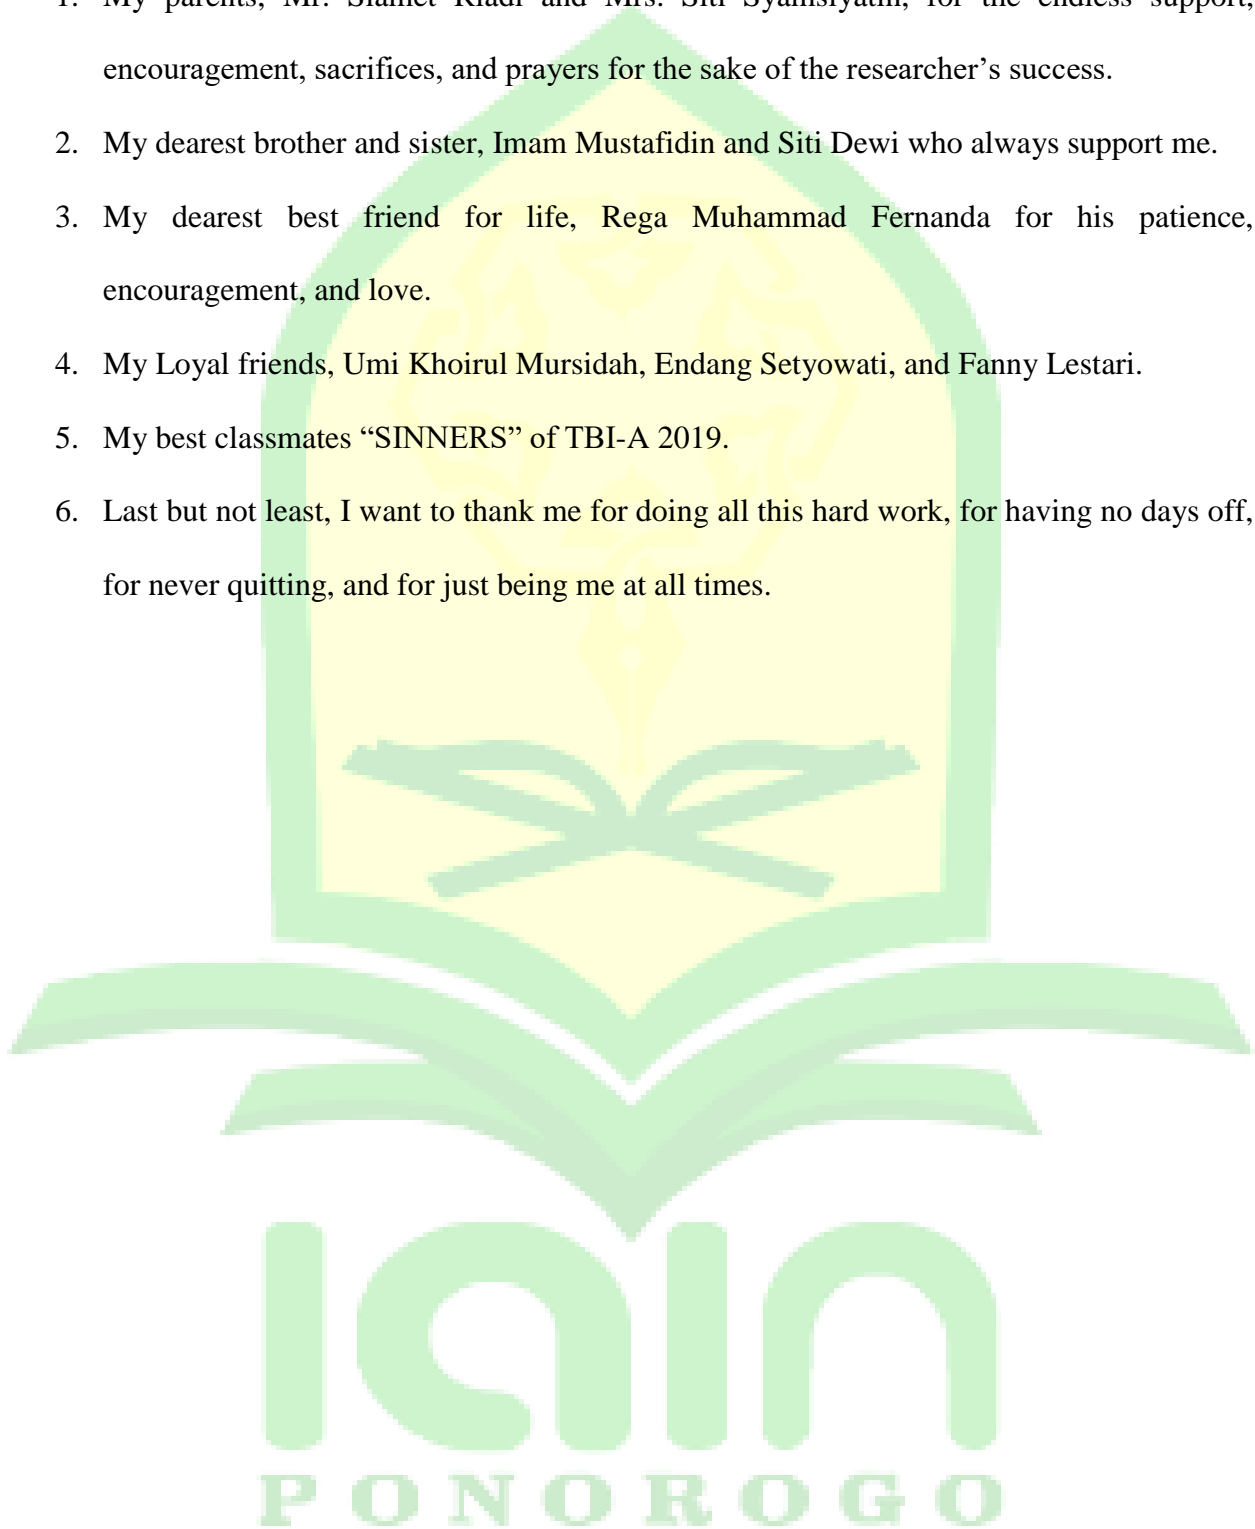 1. My parents, Mr. Slamet Riadi and Mrs. Siti Syamsiyatin, for the endless support,
encouragement, sacrifices, and prayers for the sake of the researcher’s success.
2. My dearest brother and sister, Imam Mustafidin and Siti Dewi who always support me.
3. My dearest best friend for life, Rega Muhammad Fernanda for his patience,
encouragement, and love.
4. My Loyal friends, Umi Khoirul Mursidah, Endang Setyowati, and Fanny Lestari.
5. My best classmates “SINNERS” of TBI-A 2019.
6. Last but not least, I want to thank me for doing all this hard work, for having no days off,
for never quitting, and for just being me at all times.
iain
PONOROGO